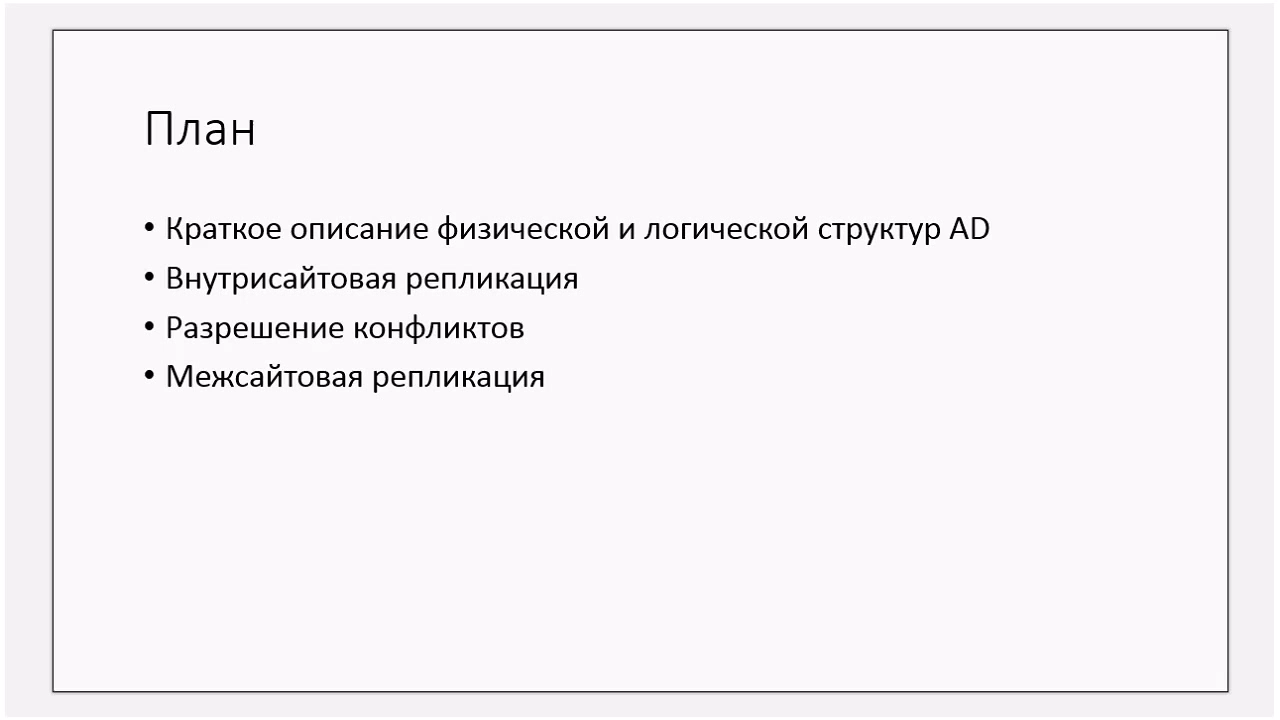 План
• Краткое описание физической и логической структур AD
• Внутрисайтовая репликация
• Разрешение конфликтов
• Межсайтовая репликация